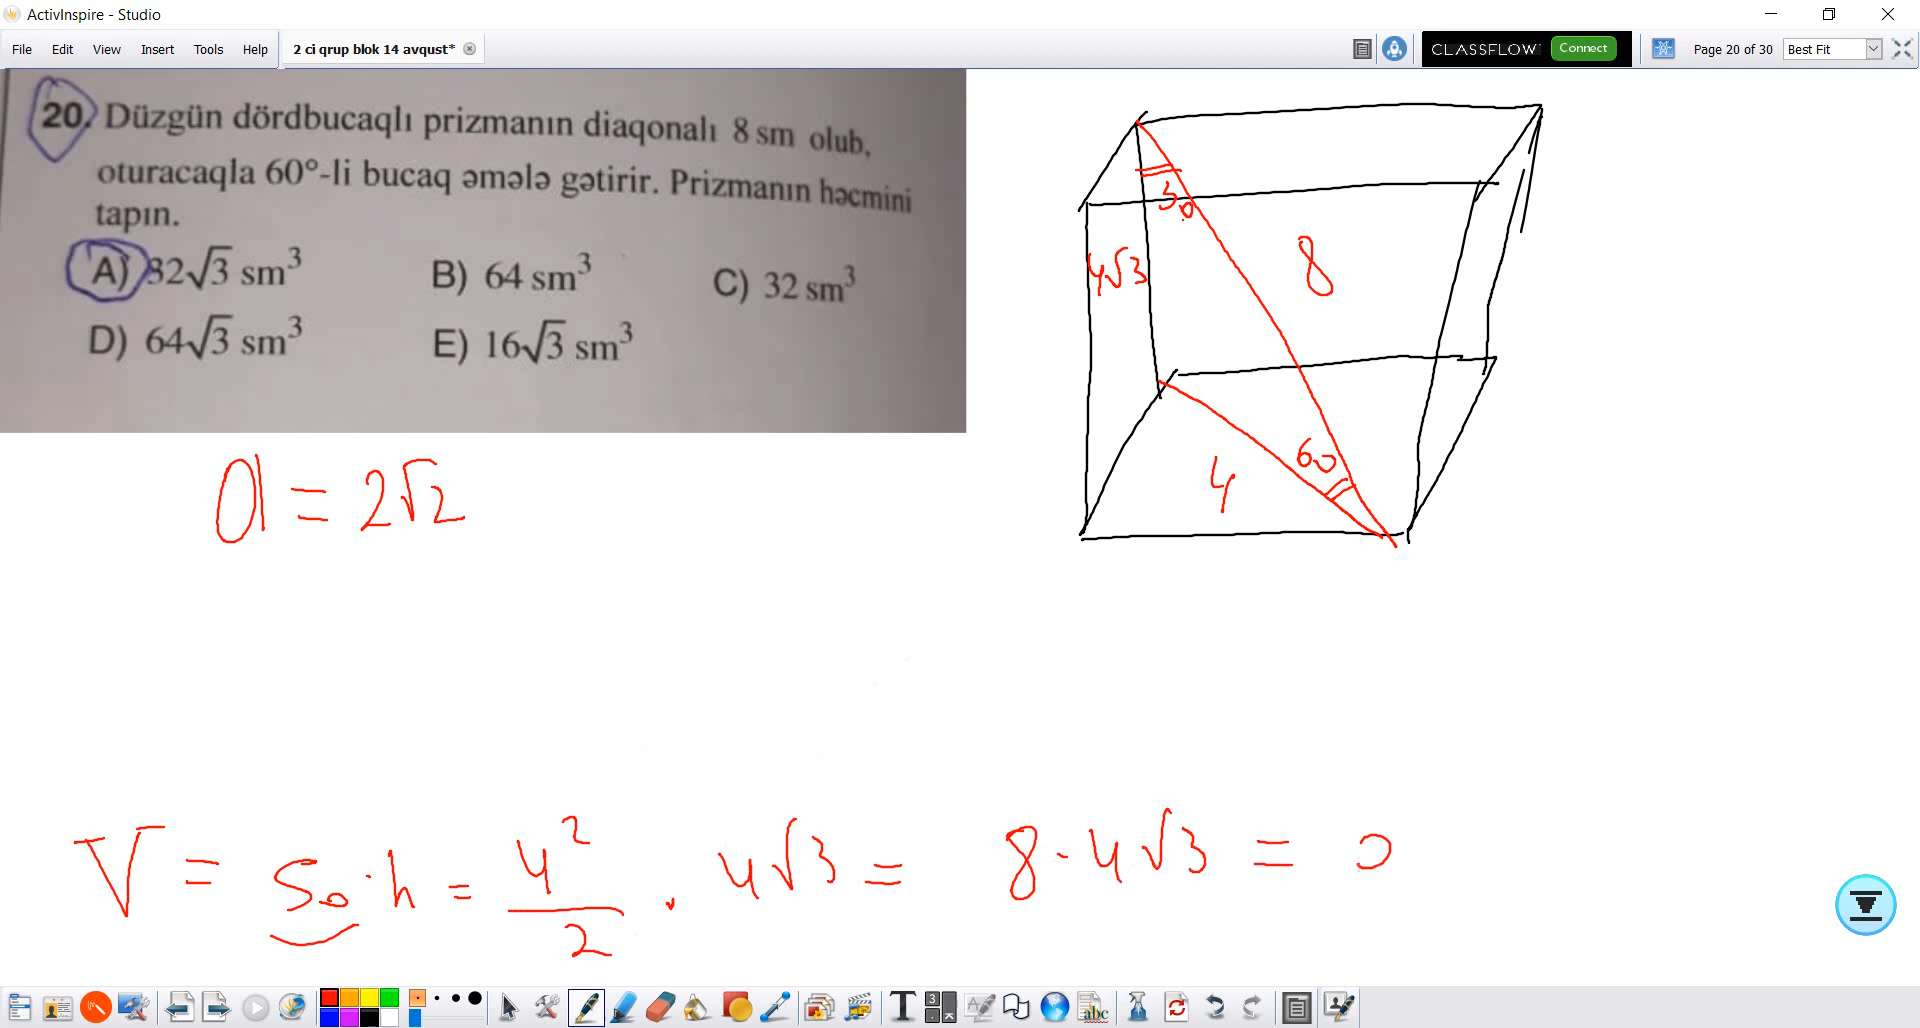 ActivInspire - Studio
File Edit View Insert Tools Help
2 ci qrup blok 14 avqust*
CLASSFLOW Connect
Page 20 of 30
Best Fit
20. Düzgün dördbucaqlı prizmanın diaqonalı 8 sm olub,
oturacaqla 60°-li bucaq əmələ gətirir. Prizmanın həcmini
tapın.
A) 32√3 sm³ B) 64 sm³ C) 32 sm³
D) 64√3 sm³ E) 16√3 sm³
30
4√3
8
60
4
a = 2√2
V = So · h = 4²/2 · 4√3 = 8 · 4√3 =
T
abc